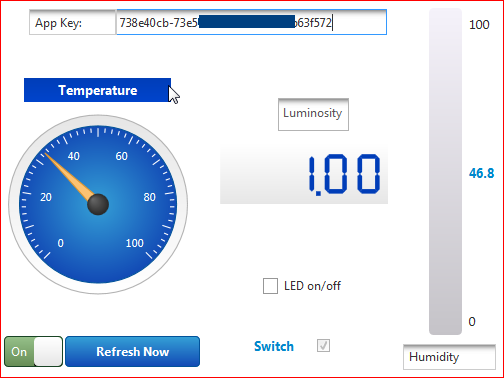 App Key: 738e40cb-73e5 b63f572
100
Temperature
Luminosity
40 60
20 80
0 100
1.00
46.8
LED on/off
0
On Refresh Now
Switch
Humidity